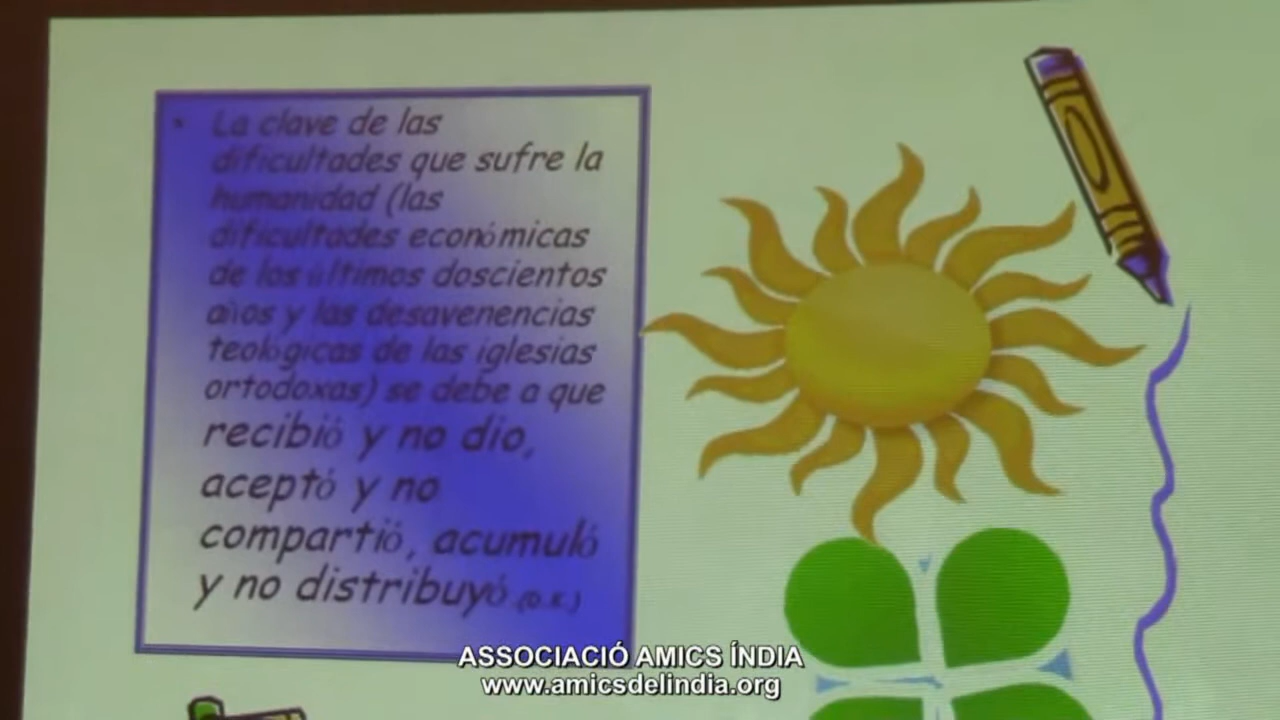 La clave de las
dificultades que sufre la
humanidad (las
dificultades económicas
de los últimos doscientos
años y las desavenencias
teológicas de las iglesias
ortodoxas) se debe a que
recibió y no dio,
aceptó y no
compartió, acumuló
y no distribuyó (D.K.)
ASSOCIACIÓ AMICS ÍNDIA
www.amicsdelindia.org